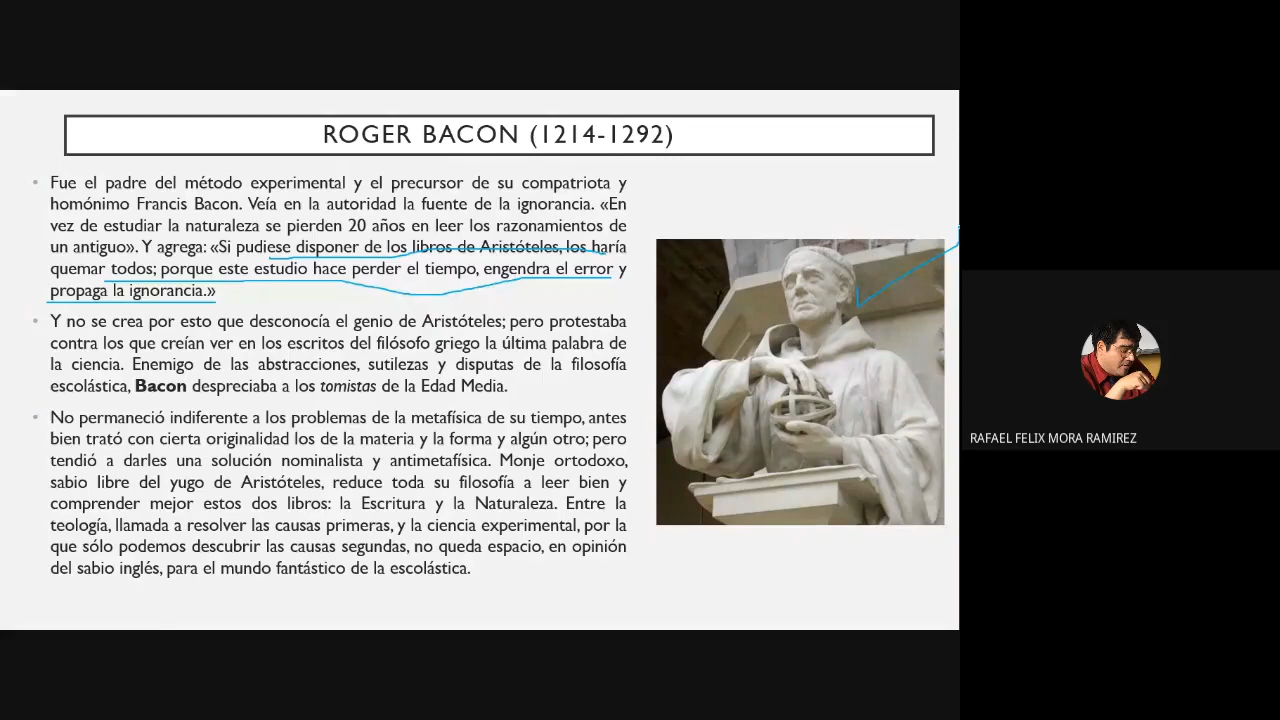 ROGER BACON (1214-1292)
• Fue el padre del método experimental y el precursor de su compatriota y
homónimo Francis Bacon. Veía en la autoridad la fuente de la ignorancia. «En
vez de estudiar la naturaleza se pierden 20 años en leer los razonamientos de
un antiguo». Y agrega: «Si pudiese disponer de los libros de Aristóteles, los haría
quemar todos; porque este estudio hace perder el tiempo, engendra el error y
propaga la ignorancia.»
• Y no se crea por esto que desconocía el genio de Aristóteles; pero protestaba
contra los que creían ver en los escritos del filósofo griego la última palabra de
la ciencia. Enemigo de las abstracciones, sutilezas y disputas de la filosofía
escolástica, Bacon despreciaba a los tomistas de la Edad Media.
• No permaneció indiferente a los problemas de la metafísica de su tiempo, antes
bien trató con cierta originalidad los de la materia y la forma y algún otro; pero
tendió a darles una solución nominalista y antimetafísica. Monje ortodoxo,
sabio libre del yugo de Aristóteles, reduce toda su filosofía a leer bien y
comprender mejor estos dos libros: la Escritura y la Naturaleza. Entre la
teología, llamada a resolver las causas primeras, y la ciencia experimental, por la
que sólo podemos descubrir las causas segundas, no queda espacio, en opinión
del sabio inglés, para el mundo fantástico de la escolástica.
RAFAEL FELIX MORA RAMIREZ